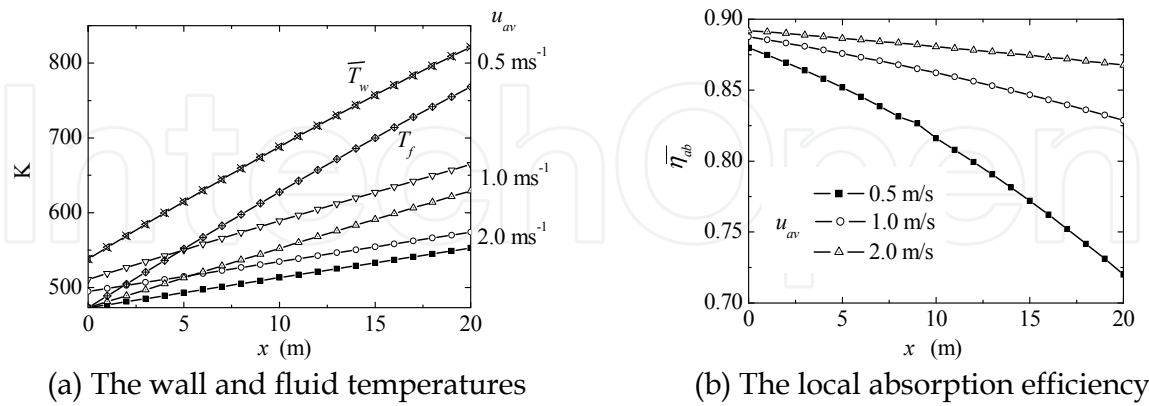 u_av
800
700
600
500
K
T̅_w
T_f
0.5 ms⁻¹
1.0 ms⁻¹
2.0 ms⁻¹
0 5 10 15 20
x (m)
(a) The wall and fluid temperatures
0.90
0.85
0.80
0.75
0.70
η̅_ab
u_av
0.5 m/s
1.0 m/s
2.0 m/s
0 5 10 15 20
x (m)
(b) The local absorption efficiency
IntechOpen